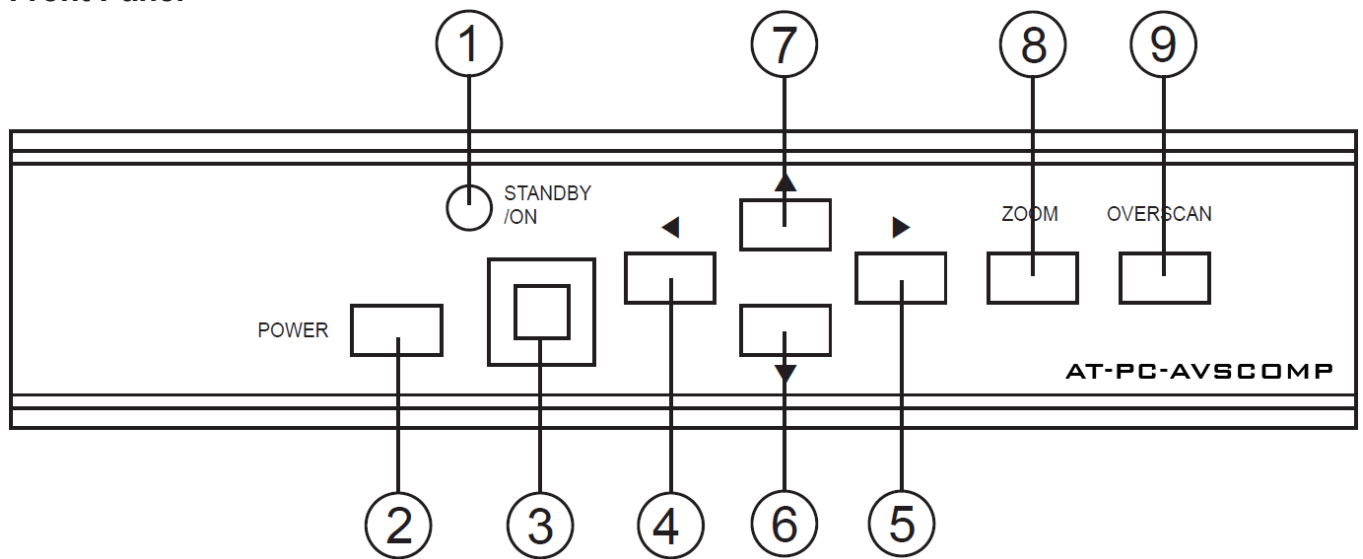 Front Panel
1 7 8 9
STANDBY
/ON
ZOOM OVERSCAN
POWER
AT-PC-AVSCOMP
2 3 4 6 5